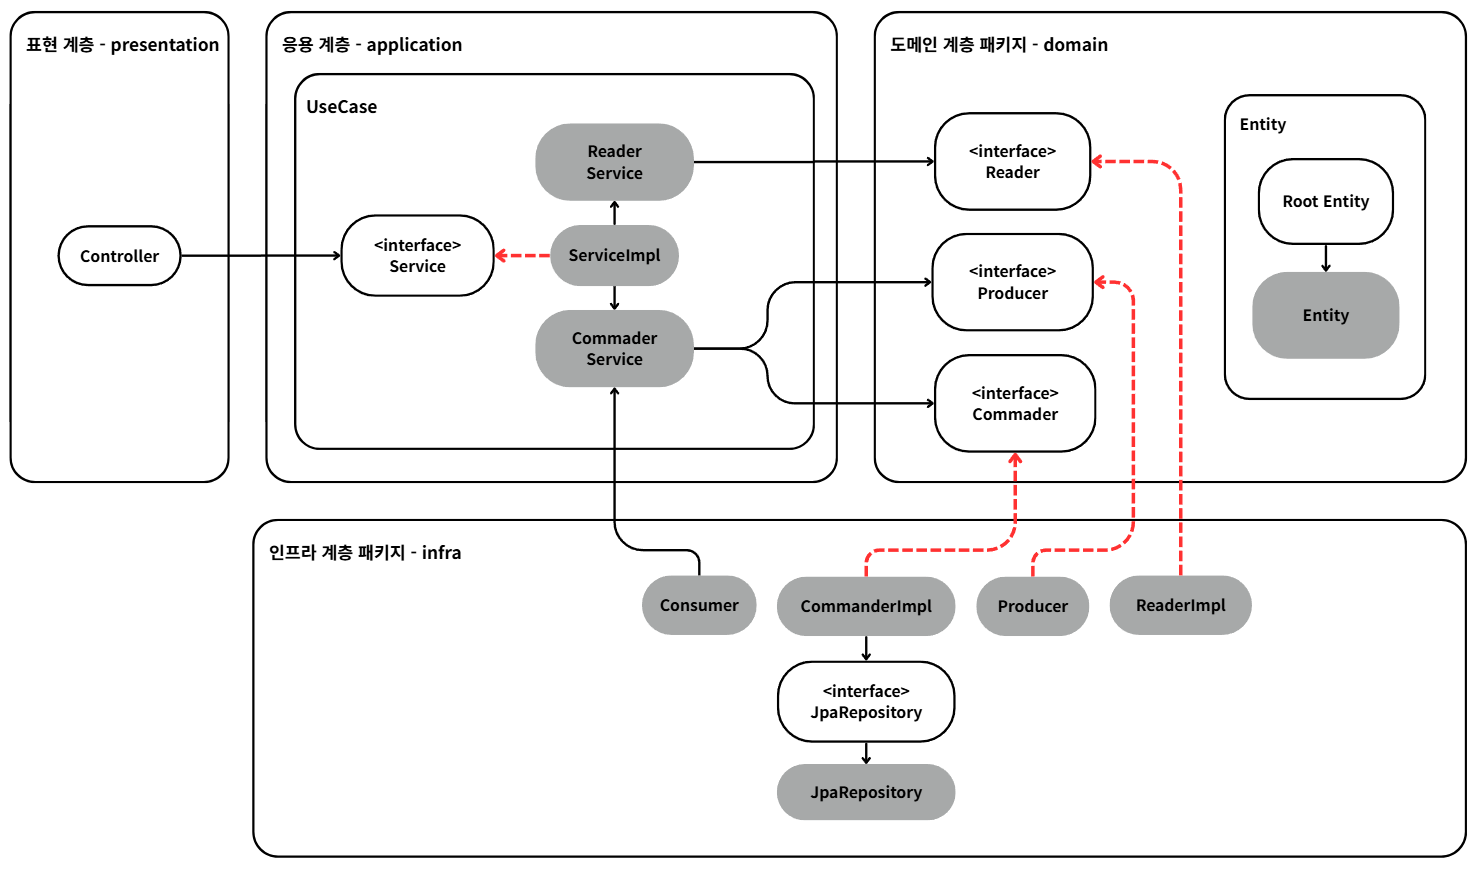 표현 계층 - presentation
응용 계층 - application
도메인 계층 패키지 - domain
UseCase
Reader
Service
<interface>
Reader
Entity
Root Entity
Controller
<interface>
Service
ServiceImpl
<interface>
Producer
Entity
Commader
Service
<interface>
Commader
인프라 계층 패키지 - infra
Consumer
CommanderImpl
Producer
ReaderImpl
<interface>
JpaRepository
JpaRepository